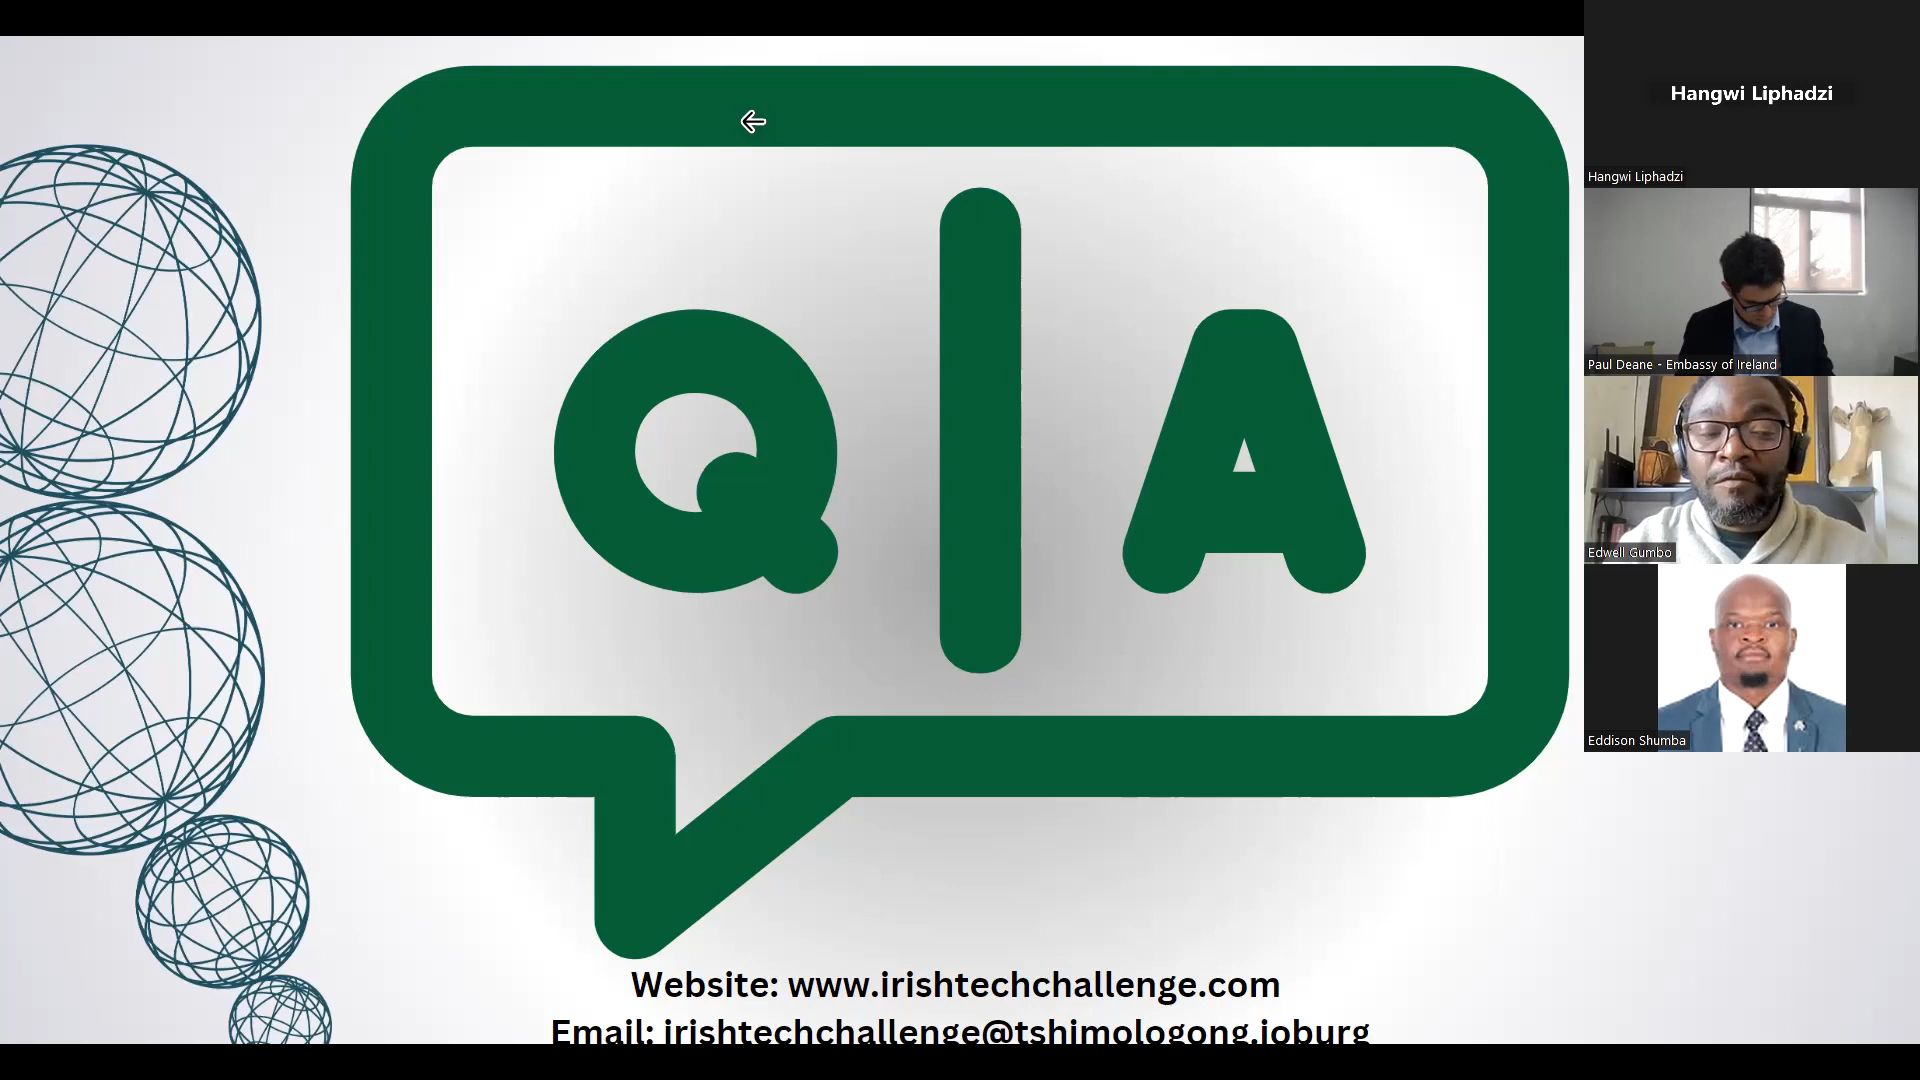 Q | A
Website: www.irishtechchallenge.com
Email: irishtechchallenge@tshimologong.joburg
Hangwi Liphadzi
Hangwi Liphadzi
Paul Deane - Embassy of Ireland
Edwell Gumbo
Eddison Shumba